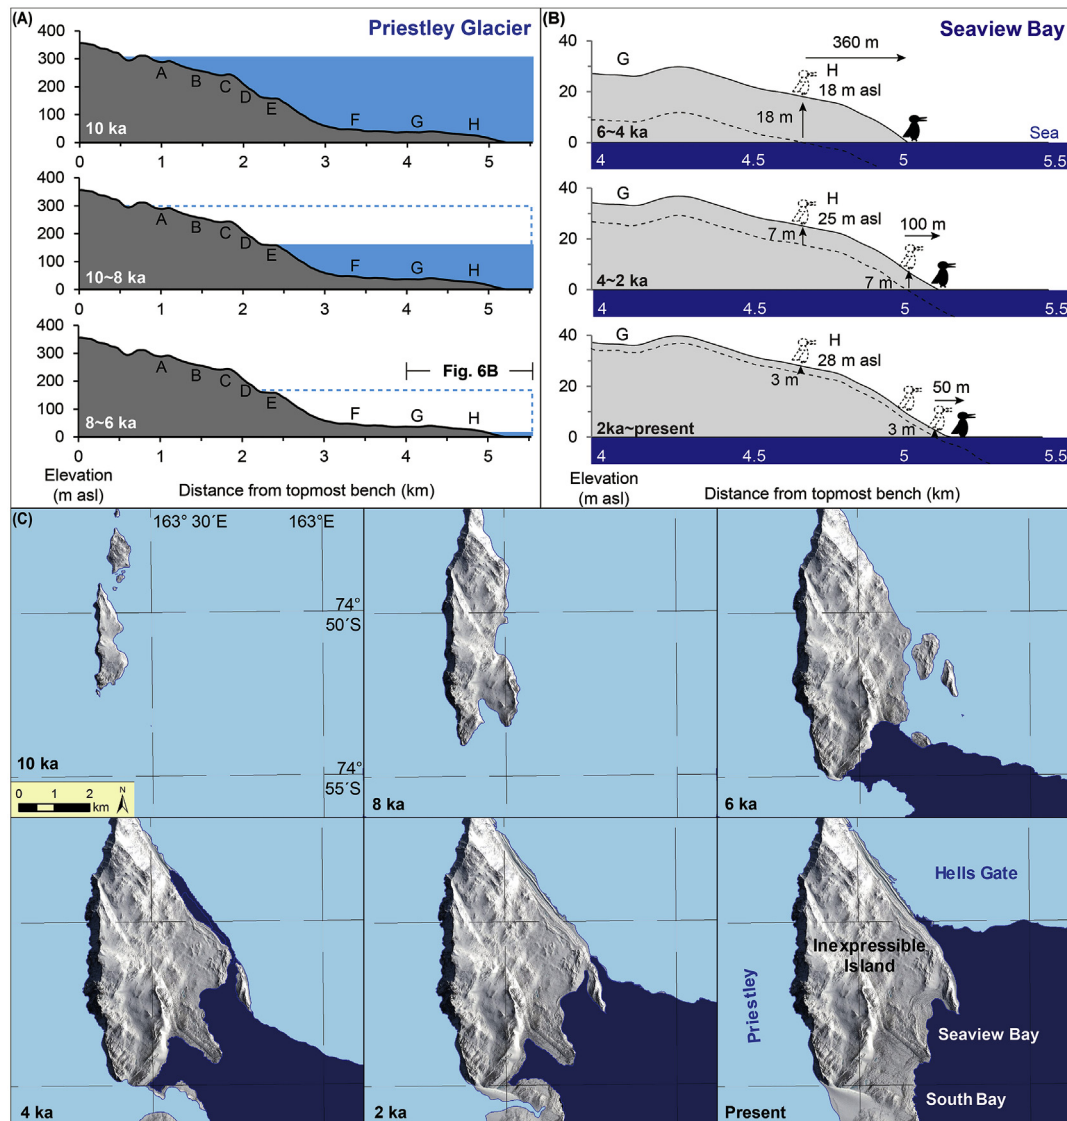 (A)
Priestley Glacier
400
300
200
100
0
A
B
C
D
E
F
G
H
10 ka
0 1 2 3 4 5
400
300
200
100
0
A
B
C
D
E
F
G
H
10~8 ka
0 1 2 3 4 5
400
300
200
100
0
A
B
C
D
E
F
G
H
Fig. 6B
8~6 ka
0 1 2 3 4 5
Elevation
(m asl)
Distance from topmost bench (km)
(B)
Seaview Bay
40
20
0
G
360 m
H
18 m asl
18 m
6~4 ka
Sea
4 4.5 5 5.5
40
20
0
G
H
25 m asl
7 m
100 m
7 m
4~2 ka
4 4.5 5 5.5
40
20
0
G
H
28 m asl
3 m
50 m
3 m
2ka~present
4 4.5 5 5.5
Elevation
(m asl)
Distance from topmost bench (km)
(C)
163° 30´E
163°E
74°
50´S
10 ka
74°
55´S
0 1 2
km
N
8 ka
6 ka
4 ka
2 ka
Hells Gate
Inexpressible
Island
Priestley
Seaview Bay
South Bay
Present